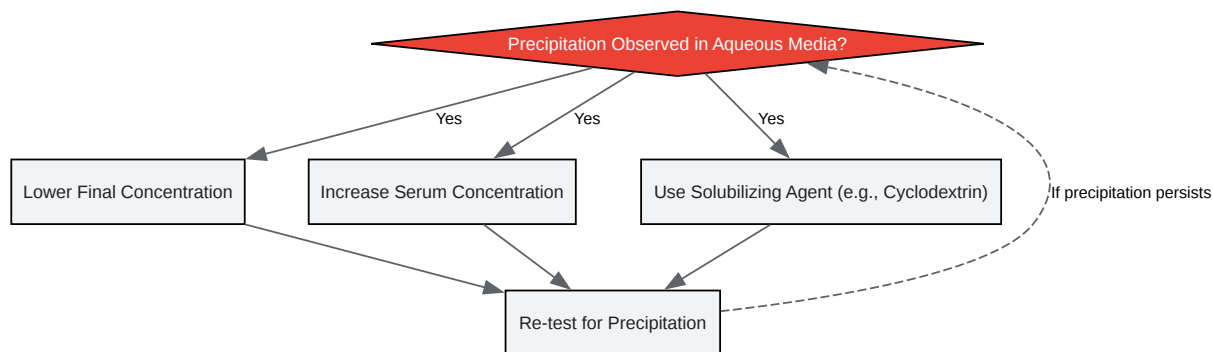 Precipitation Observed in Aqueous Media?
Yes
Yes
Yes
Lower Final Concentration
Increase Serum Concentration
Use Solubilizing Agent (e.g., Cyclodextrin)
If precipitation persists
Re-test for Precipitation